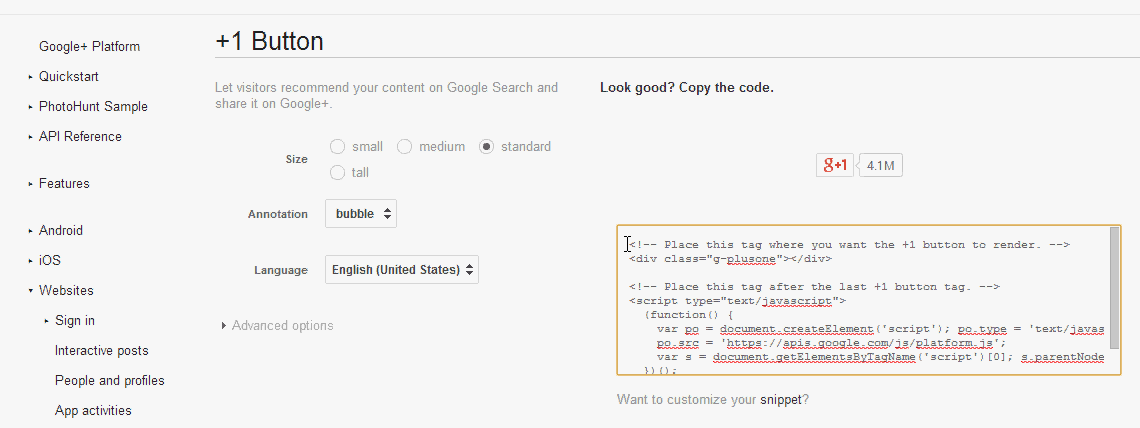 Google+ Platform
Quickstart
PhotoHunt Sample
API Reference
Features
Android
iOS
Websites
Sign in
Interactive posts
People and profiles
App activities
+1 Button
Let visitors recommend your content on Google Search and
share it on Google+.
Size
small medium standard
tall
Annotation bubble
Language English (United States)
Advanced options
Look good? Copy the code.
g+1 4.1M
<!-- Place this tag where you want the +1 button to render. -->
<div class="g-plusone"></div>
<!-- Place this tag after the last +1 button tag. -->
<script type="text/javascript">
(function() {
var po = document.createElement('script'); po.type = 'text/javas
po.src = 'https://apis.google.com/js/platform.js';
var s = document.getElementsByTagName('script')[0]; s.parentNode
})();
Want to customize your snippet?